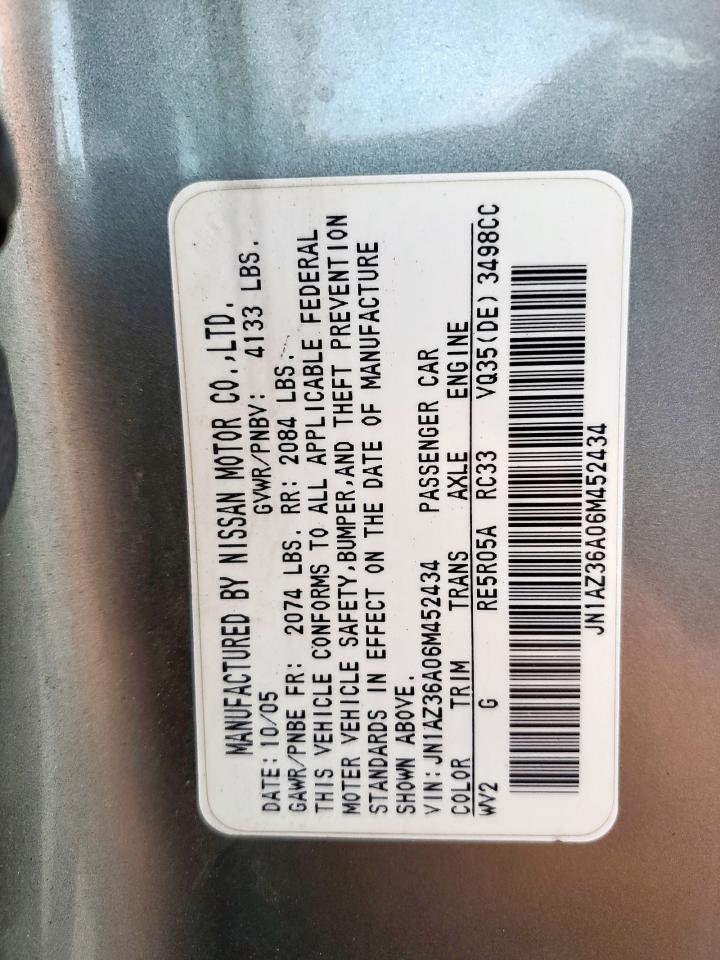 MANUFACTURED BY NISSAN MOTOR CO.,LTD.
DATE: 10/05 GVWR/PNBV: 4133 LBS.
GAWR/PNBE FR: 2074 LBS. RR: 2084 LBS.
THIS VEHICLE CONFORMS TO ALL APPLICABLE FEDERAL
MOTER VEHICLE SAFETY,BUMPER,AND THEFT PREVENTION
STANDARDS IN EFFECT ON THE DATE OF MANUFACTURE
SHOWN ABOVE.
VIN:JN1AZ36A06M452434 PASSENGER CAR
COLOR TRIM TRANS AXLE ENGINE
WV2 G RE5R05A RC33 VQ35(DE) 3498CC
JN1AZ36A06M452434